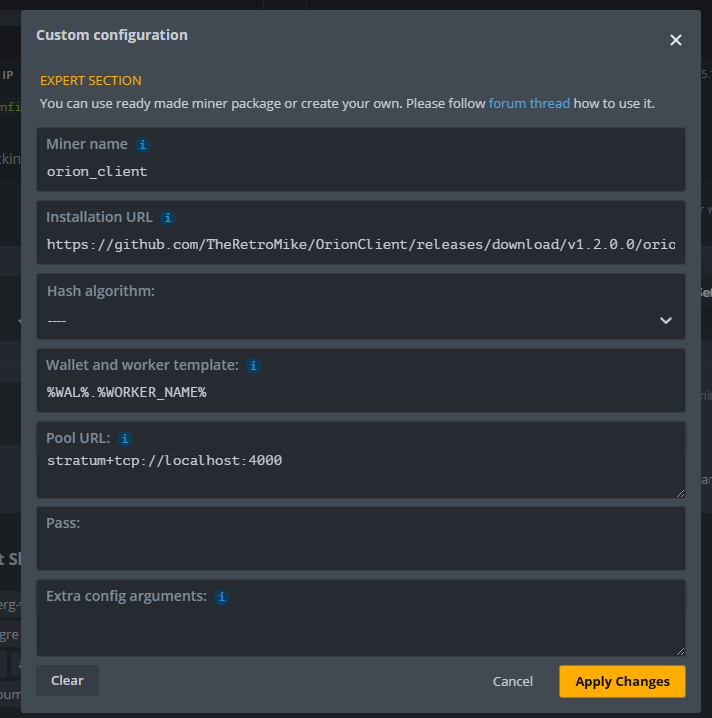 Custom configuration
IP
EXPERT SECTION
You can use ready made miner package or create your own. Please follow forum thread how to use it.
Miner name i
orion_client
Installation URL i
https://github.com/TheRetroMike/OrionClient/releases/download/v1.2.0.0/orio
Hash algorithm:
----
Wallet and worker template: i
%WAL%.%WORKER_NAME%
Pool URL: i
stratum+tcp://localhost:4000
Pass:
Extra config arguments: i
Clear
Cancel
Apply Changes